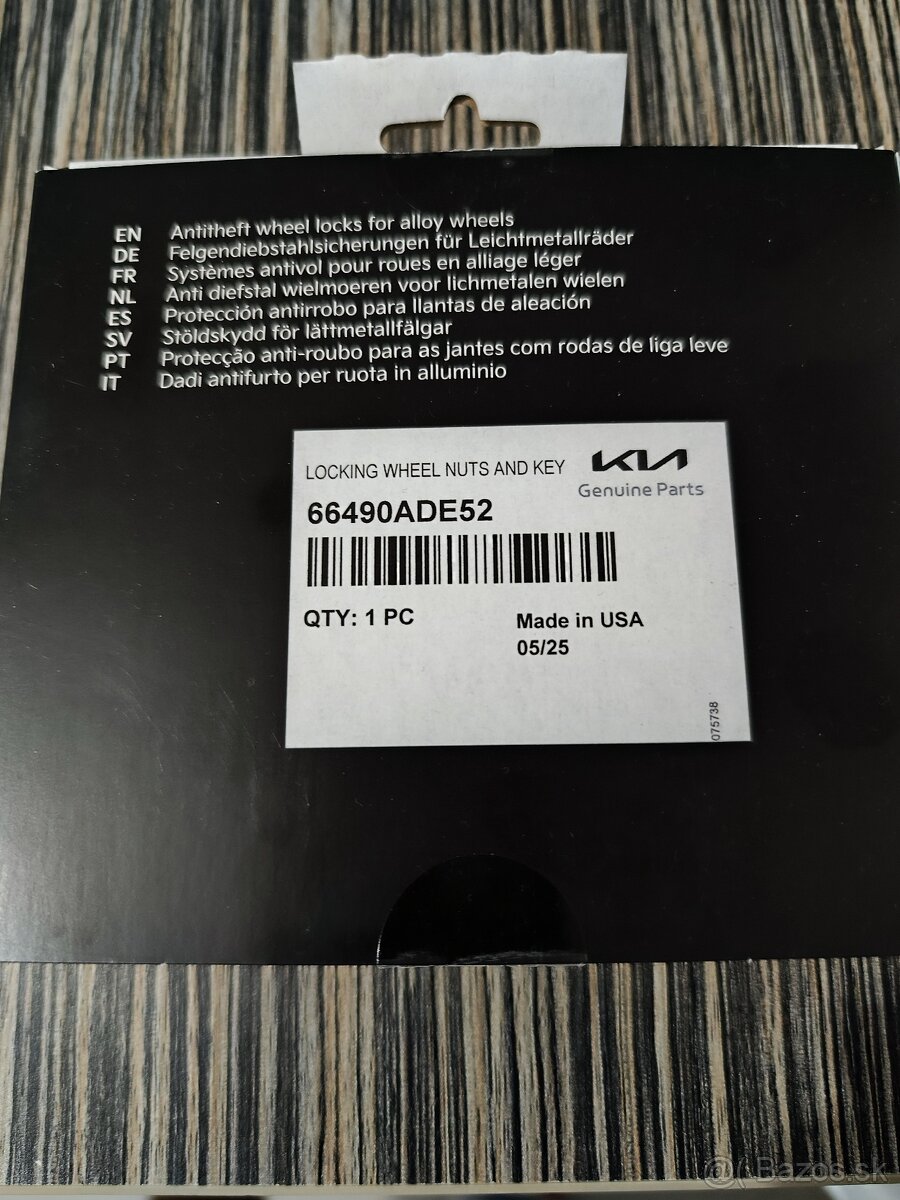 EN Antitheft wheel locks for alloy wheels
DE Felgendiebstahlsicherungen für Leichtmetallräder
FR Systèmes antivol pour roues en alliage léger
NL Anti diefstal wielmoeren voor lichmetalen wielen
ES Protección antirrobo para llantas de aleación
SV Stöldskydd för lättmetallfälgar
PT Protecção anti-roubo para as jantes com rodas de liga leve
IT Dadi antifurto per ruota in alluminio
LOCKING WHEEL NUTS AND KEY
KIA
Genuine Parts
66490ADE52
QTY: 1 PC
Made in USA
05/25
075738
@ Bazos.sk